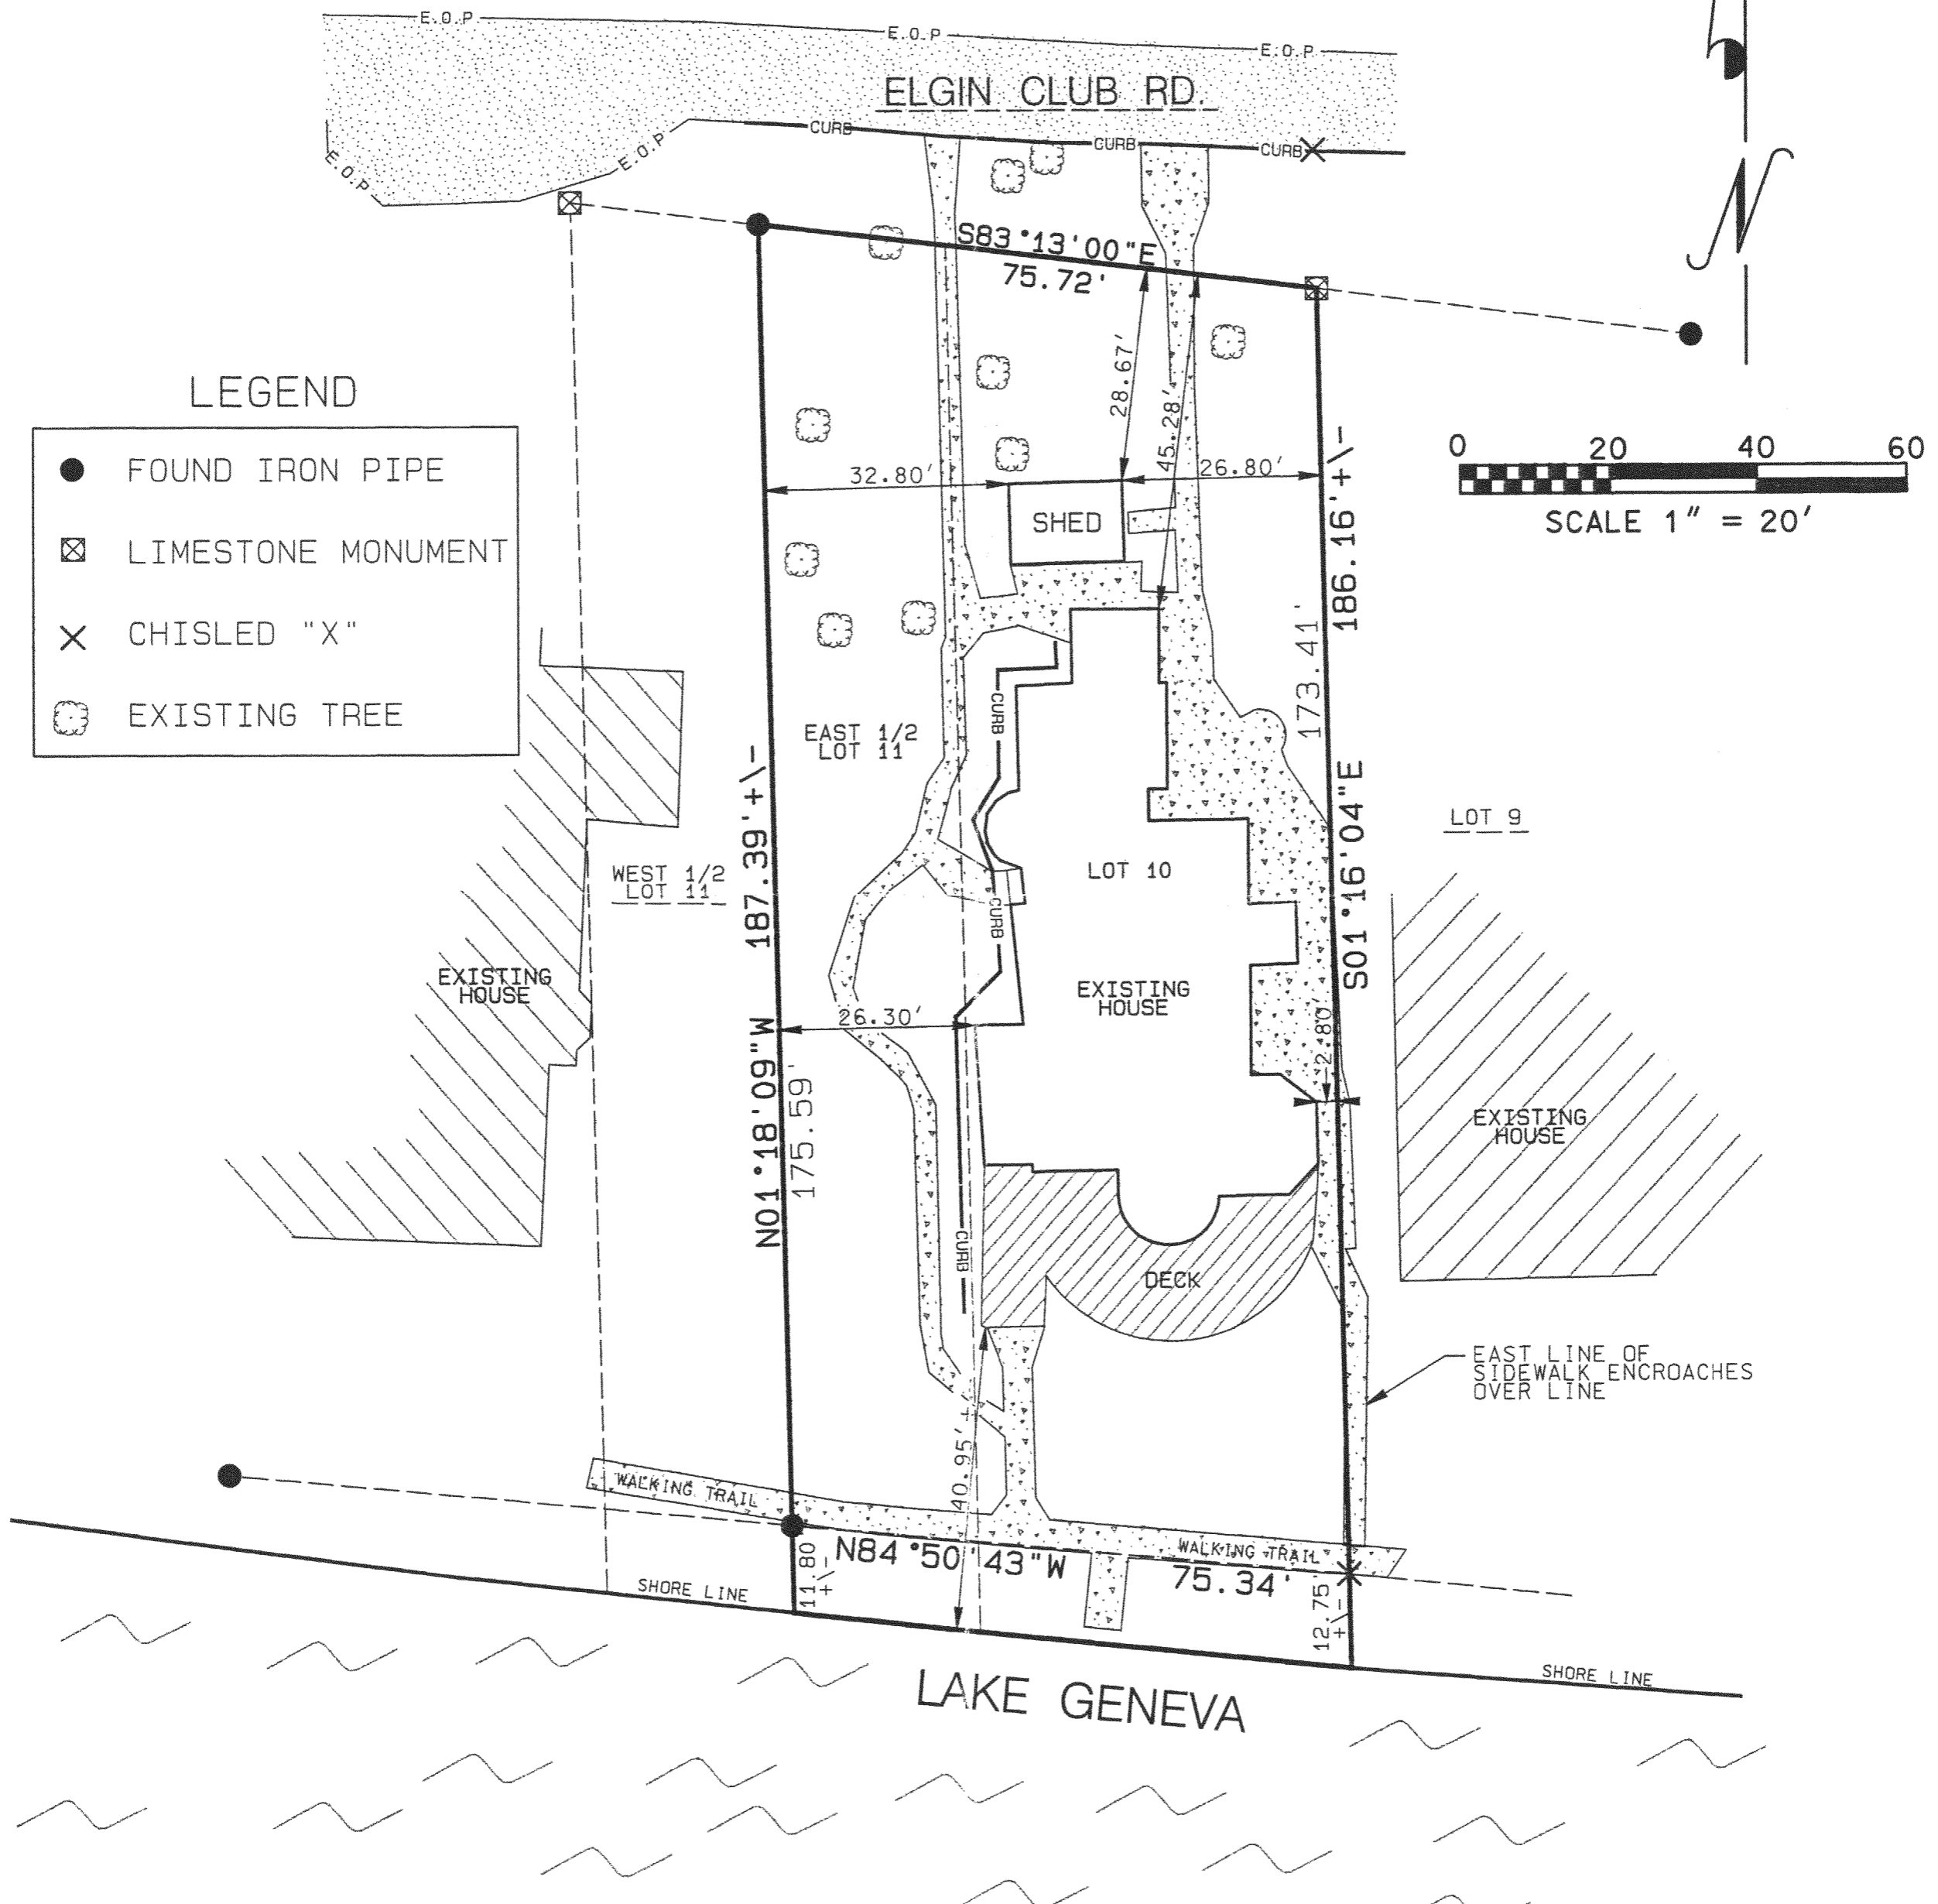 E.O.P.
E.O.P
E.O.P.
ELGIN CLUB RD.
CURB
CURB
CURB
E.O.P
E.O.P
S83°13'00"E
75.72'
LEGEND
FOUND IRON PIPE
LIMESTONE MONUMENT
CHISLED "X"
EXISTING TREE
28.67'
45.28'
32.80'
26.80'
SHED
0 20 40 60
SCALE 1" = 20'
186.16'+\-
173.41'
S01°16'04"E
CURB
EAST 1/2
LOT 11
187.39'+\-
N01°18'09"W
175.59'
WEST 1/2
LOT 11
LOT 10
LOT 9
CURB
EXISTING
HOUSE
EXISTING
HOUSE
26.30'
2.80'
EXISTING
HOUSE
CURB
DECK
EAST LINE OF
SIDEWALK ENCROACHES
OVER LINE
40.95'
WALKING TRAIL
WALKING TRAIL
N84°50'43"W
75.34'
11.80
+\-
12.75'
+\-
SHORE LINE
SHORE LINE
LAKE GENEVA